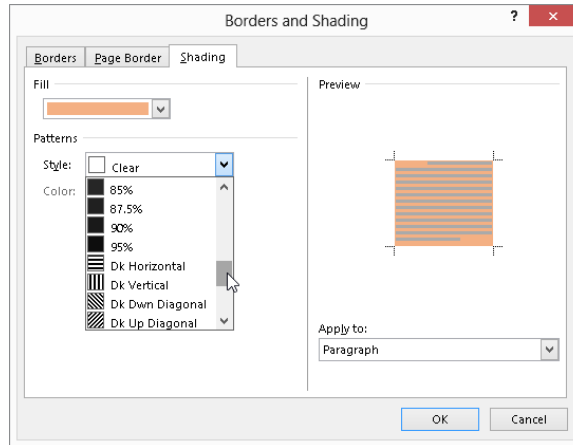 Borders and Shading
? ×
Borders Page Border Shading
Fill
Patterns
Style: Clear
Color:
85%
87.5%
90%
95%
Dk Horizontal
Dk Vertical
Dk Dwn Diagonal
Dk Up Diagonal
Preview
Apply to:
Paragraph
OK Cancel